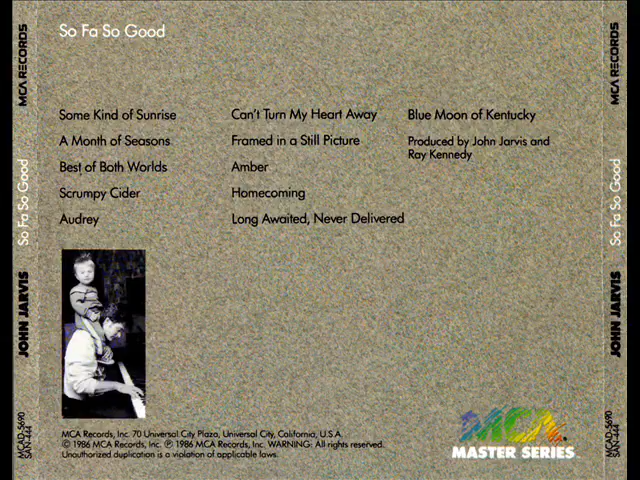 So Fa So Good
Some Kind of Sunrise
A Month of Seasons
Best of Both Worlds
Scrumpy Cider
Audrey
Can't Turn My Heart Away
Framed in a Still Picture
Amber
Homecoming
Long Awaited, Never Delivered
Blue Moon of Kentucky
Produced by John Jarvis and
Ray Kennedy
MCA Records, Inc. 70 Universal City Plaza, Universal City, California, U.S.A.
© 1986 MCA Records, Inc. ℗ 1986 MCA Records, Inc. WARNING: All rights reserved.
Unauthorized duplication is a violation of applicable laws.
MCA.
MASTER SERIES
MCA RECORDS
So Fa So Good
JOHN JARVIS
MCAD-5690
SAN-444
MCA RECORDS
So Fa So Good
JOHN JARVIS
MCAD-5690
SAN-444